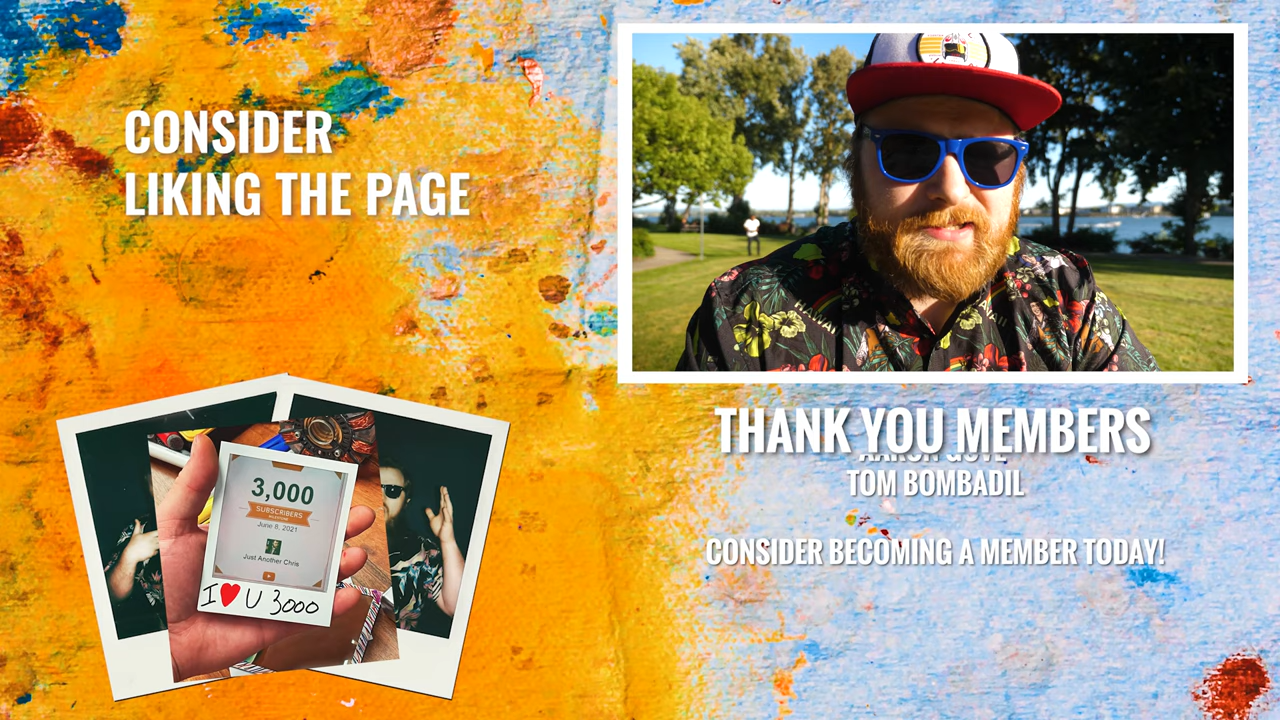 CONSIDER
LIKING THE PAGE
THANK YOU MEMBERS
TOM BOMBADIL
CONSIDER BECOMING A MEMBER TODAY!
3,000
SUBSCRIBERS
MILESTONE
June 8, 2021
Just Another Chris
I ❤ U 3000